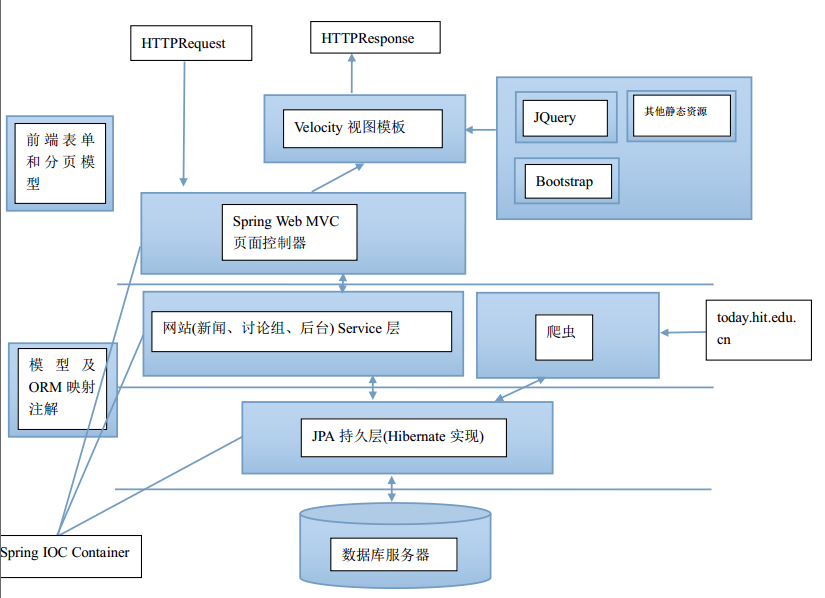 HTTPRequest
HTTPResponse
Velocity 视图模板
JQuery
其他静态资源
Bootstrap
前端表单
和分页模
型
Spring Web MVC
页面控制器
网站(新闻、讨论组、后台) Service 层
爬虫
today.hit.edu.
cn
模型及
ORM 映射
注解
JPA 持久层(Hibernate 实现)
Spring IOC Container
数据库服务器